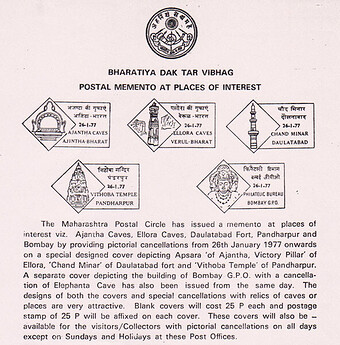 BHARATIYA DAK TAR VIBHAG
POSTAL MEMENTO AT PLACES OF INTEREST
अजण्टा की गुफाएं
अजिंठा - भारत
26-1-77
AJANTHA CAVES
AJINTHA-BHARAT
26-1-77
ELLORA CAVES
VERUL-BHARAT
चाँद मिनार
दौलताबाद
26-1-77
CHAND MINAR
DAULATABAD
विठोबा मन्दिर
पंढरपुर
26-1-77
VITHOBA TEMPLE
PANDHARPUR
26-1-77
PHILATELIC BUREAU
BOMBAY G.P.O.
The Maharashtra Postal Circle has issued a memento at places of
interest viz. Ajantha Caves, Ellora Caves, Daulatabad Fort, Pandharpur and
Bombay by providing pictorial cancellations from 26th January 1977 onwards
on a special designed cover depicting Apsara 'of Ajantha, Victory Pillar' of
Ellora, 'Chand Minar' of Daulatabad fort and 'Vithoba Temple' of Pandharpur.
A separate cover depicting the building of Bombay G.P.O. with a cancella-
tion of Elophanta Cave has also been issued from the same day. The
designs of both the covers and special cancellations with relics of caves or
places are very attractive. Blank covers will cost 25 P each and postage
stamp of 25 P will be affixed on each cover. These covers will also be –
available for the visitors/Collectors with pictorial cancellations on all days
except on Sundays and Holidays at these Post Offices.